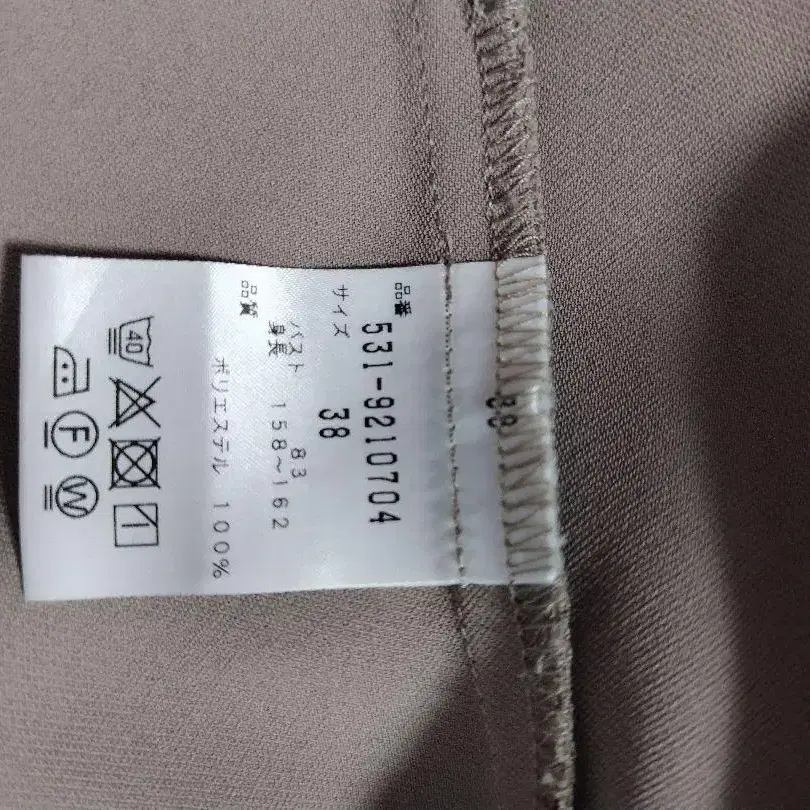 38
品番
531-9210704
サイズ 38
バスト 83
身長 158~162
品質
ポリエステル 100%
40
F W